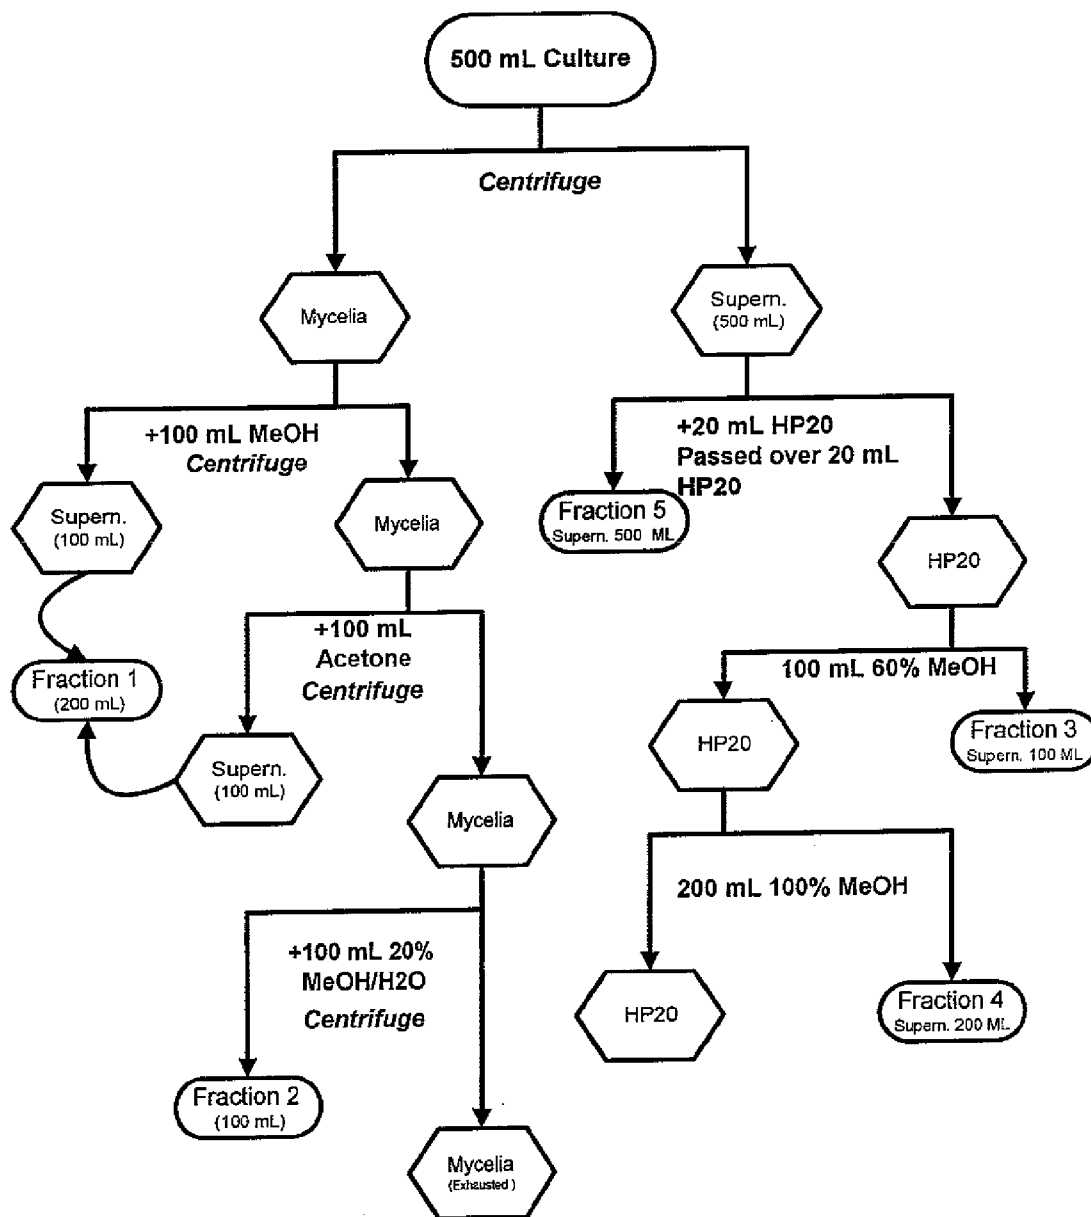 500 mL Culture
Centrifuge
Mycelia
Supern.
(500 mL)
+100 mL MeOH
Centrifuge
+20 mL HP20
Passed over 20 mL
HP20
Supern.
(100 mL)
Mycelia
Fraction 5
Supern. 500 ML
HP20
+100 mL
Acetone
Centrifuge
100 mL 60% MeOH
Fraction 1
(200 mL)
HP20
Fraction 3
Supern. 100 ML
Supern.
(100 mL)
Mycelia
200 mL 100% MeOH
+100 mL 20%
MeOH/H2O
Centrifuge
HP20
Fraction 4
Supern. 200 ML
Fraction 2
(100 mL)
Mycelia
(Exhausted )